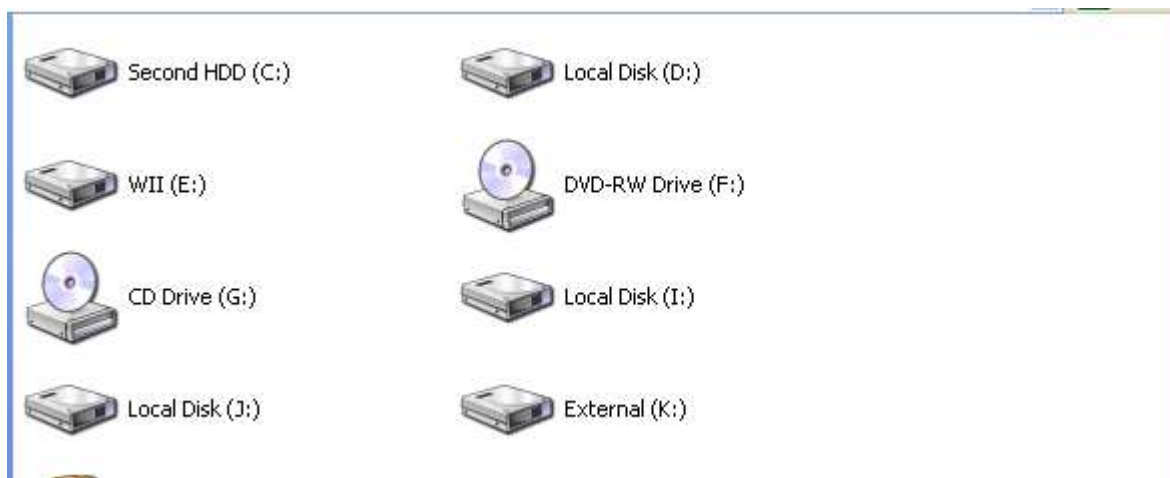 Second HDD (C:)
Local Disk (D:)
WII (E:)
DVD-RW Drive (F:)
CD Drive (G:)
Local Disk (I:)
Local Disk (J:)
External (K:)